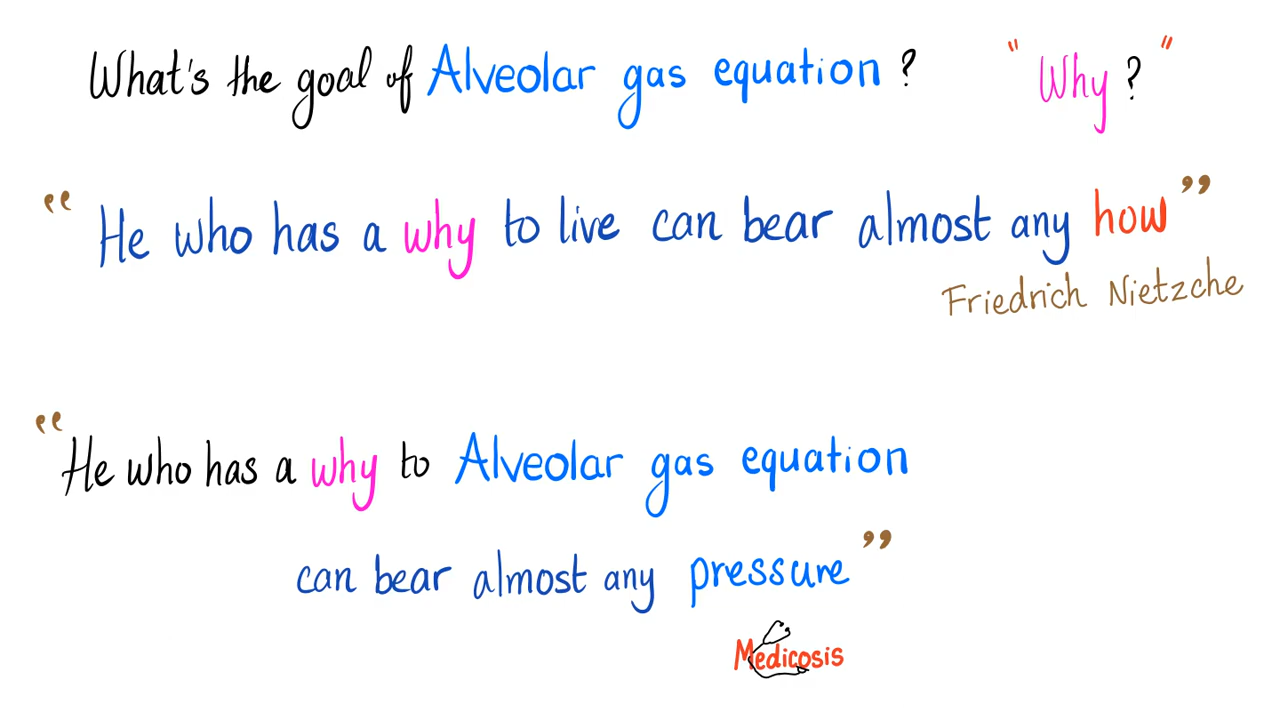 What's the goal of Alveolar gas equation? "Why?"
“He who has a why to live can bear almost any how”
Friedrich Nietzche
“He who has a why to Alveolar gas equation
can bear almost any pressure”
Medicosis